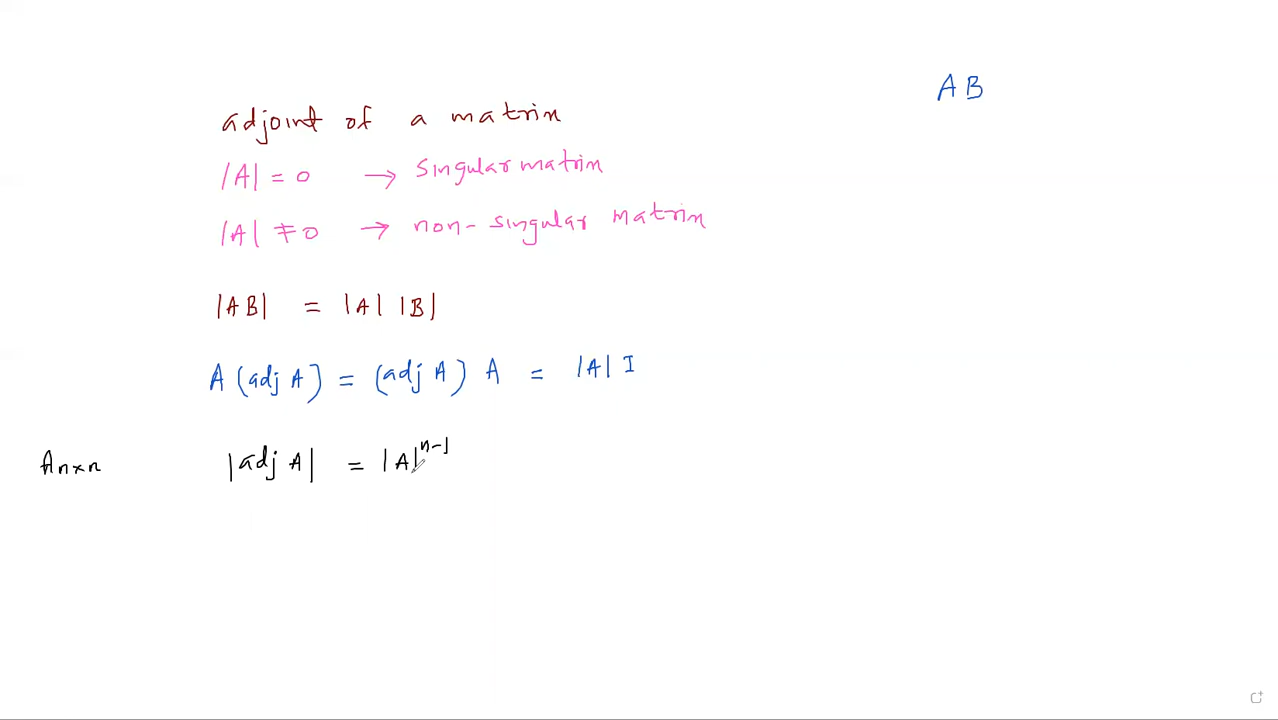 AB
adjoint of a matrix
|A| = 0 → singular matrix
|A| ≠ 0 → non-singular matrix
|AB| = |A| |B|
A (adj A) = (adj A) A = |A| I
Anxn |adj A| = |A|^n-1